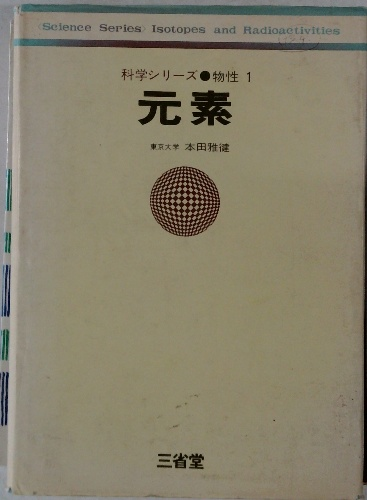 〈Science Series〉 Isotopes and Radioactivities
科学シリーズ●物性 1
元素
東京大学 本田雅健
三省堂